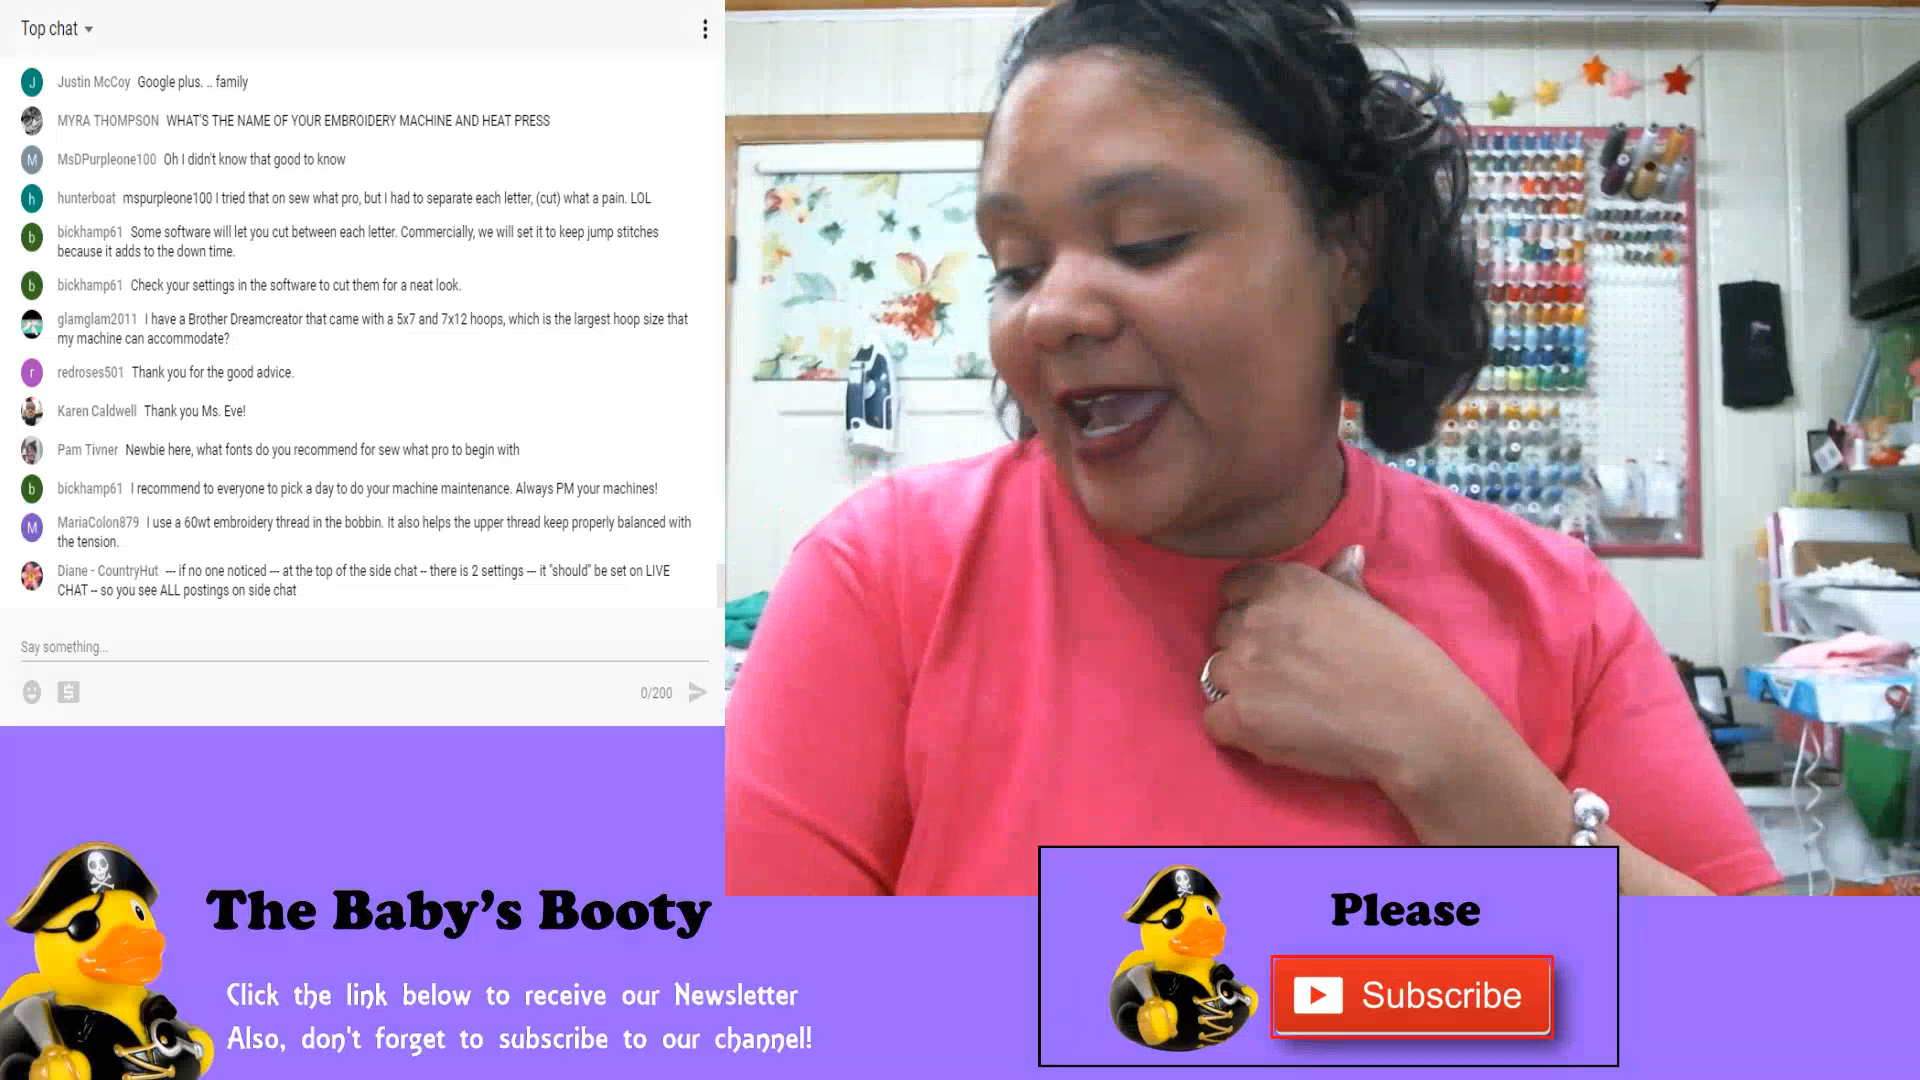 Top chat
Justin McCoy Google plus. .. family
MYRA THOMPSON WHAT'S THE NAME OF YOUR EMBROIDERY MACHINE AND HEAT PRESS
M MsDPurpleone100 Oh I didn't know that good to know
h hunterboat mspurpleone100 I tried that on sew what pro, but I had to separate each letter, (cut) what a pain. LOL
b bickhamp61 Some software will let you cut between each letter. Commercially, we will set it to keep jump stitches
because it adds to the down time.
b bickhamp61 Check your settings in the software to cut them for a neat look.
glamglam2011 I have a Brother Dreamcreator that came with a 5x7 and 7x12 hoops, which is the largest hoop size that
my machine can accommodate?
r redroses501 Thank you for the good advice.
Karen Caldwell Thank you Ms. Eve!
Pam Tivner Newbie here, what fonts do you recommend for sew what pro to begin with
b bickhamp61 I recommend to everyone to pick a day to do your machine maintenance. Always PM your machines!
M MariaColon879 I use a 60wt embroidery thread in the bobbin. It also helps the upper thread keep properly balanced with
the tension.
Diane - CountryHut --- if no one noticed --- at the top of the side chat -- there is 2 settings --- it "should" be set on LIVE
CHAT -- so you see ALL postings on side chat
Say something...
$ 0/200
The Baby's Booty
Click the link below to receive our Newsletter
Also, don't forget to subscribe to our channel!
Please
Subscribe